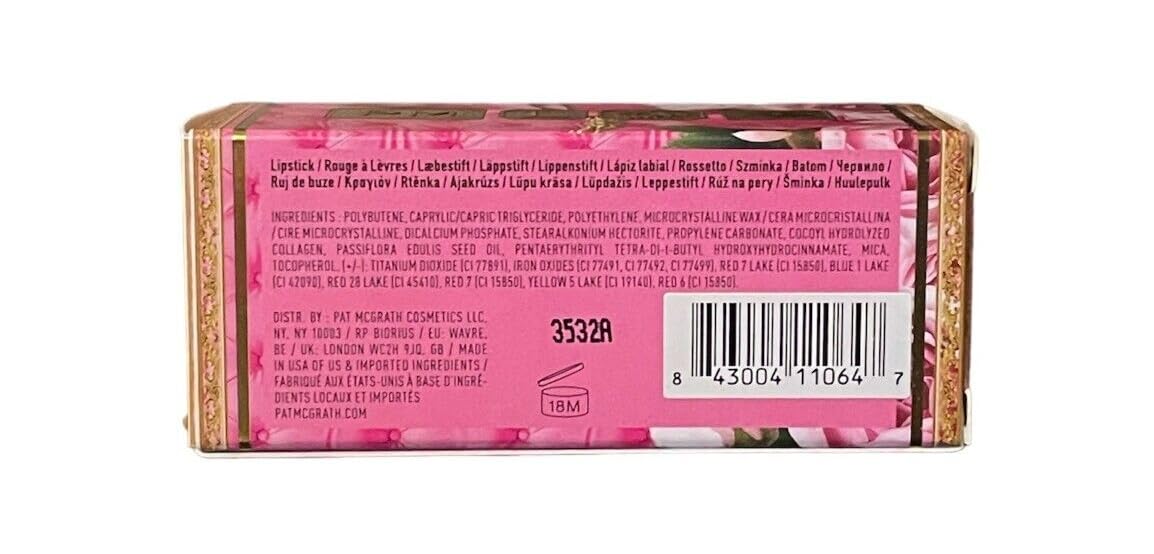 Lipstick / Rouge à Lèvres / Læbestift / Läppstift / Lippenstift / Lápiz labial / Rossetto / Szminka / Batom / Червило /
Ruj de buze / Κραγιόν / Rtěnka / Ajakrúzs / Lūpu krāsa / Lūpdažis / Leppestift / Rúž na pery / Šminka / Huulepulk
INGREDIENTS : POLYBUTENE, CAPRYLIC/CAPRIC TRIGLYCERIDE, POLYETHYLENE, MICROCRYSTALLINE WAX / CERA MICROCRISTALLINA
/ CIRE MICROCRYSTALLINE, DICALCIUM PHOSPHATE, STEARALKONIUM HECTORITE, PROPYLENE CARBONATE, COCOYL HYDROLYZED
COLLAGEN, PASSIFLORA EDULIS SEED OIL, PENTAERYTHRITYL TETRA-DI-t-BUTYL HYDROXYHYDROCINNAMATE, MICA,
TOCOPHEROL, (+/-): TITANIUM DIOXIDE (CI 77891), IRON OXIDES (CI 77491, CI 77492, CI 77499), RED 7 LAKE (CI 15850), BLUE 1 LAKE
(CI 42090), RED 28 LAKE (CI 45410), RED 7 (CI 15850), YELLOW 5 LAKE (CI 19140), RED 6 (CI 15850).
DISTR. BY : PAT MCGRATH COSMETICS LLC,
NY, NY 10003 / RP BIORIUS / EU: WAVRE,
BE / UK: LONDON WC2H 9JQ, GB / MADE
IN USA OF US & IMPORTED INGREDIENTS /
FABRIQUÉ AUX ÉTATS-UNIS À BASE D'INGRÉ-
DIENTS LOCAUX ET IMPORTÉS
PATMCGRATH.COM
3532A
18M
8 43004 11064 7